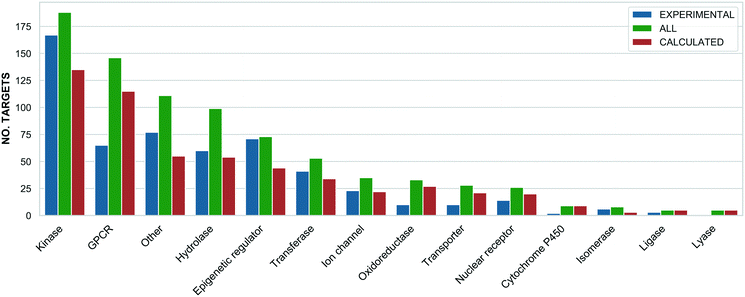 EXPERIMENTAL
ALL
CALCULATED
NO. TARGETS
175
150
125
100
75
50
25
0
Kinase
GPCR
Other
Hydrolase
Epigenetic regulator
Transferase
Ion channel
Oxidoreductase
Transporter
Nuclear receptor
Cytochrome P450
Isomerase
Ligase
Lyase